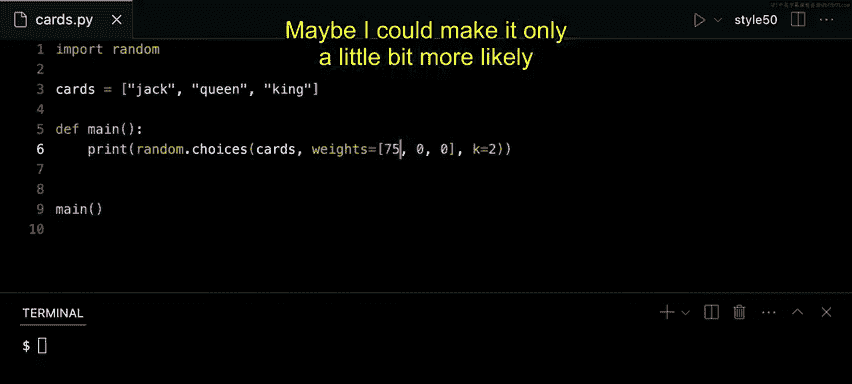 cards.py
style50
Maybe I could make it only
a little bit more likely
1 import random
2
3 cards = ["jack", "queen", "king"]
4
5 def main():
6     print(random.choices(cards, weights=[75, 0, 0], k=2))
7
8
9 main()
10
TERMINAL
$